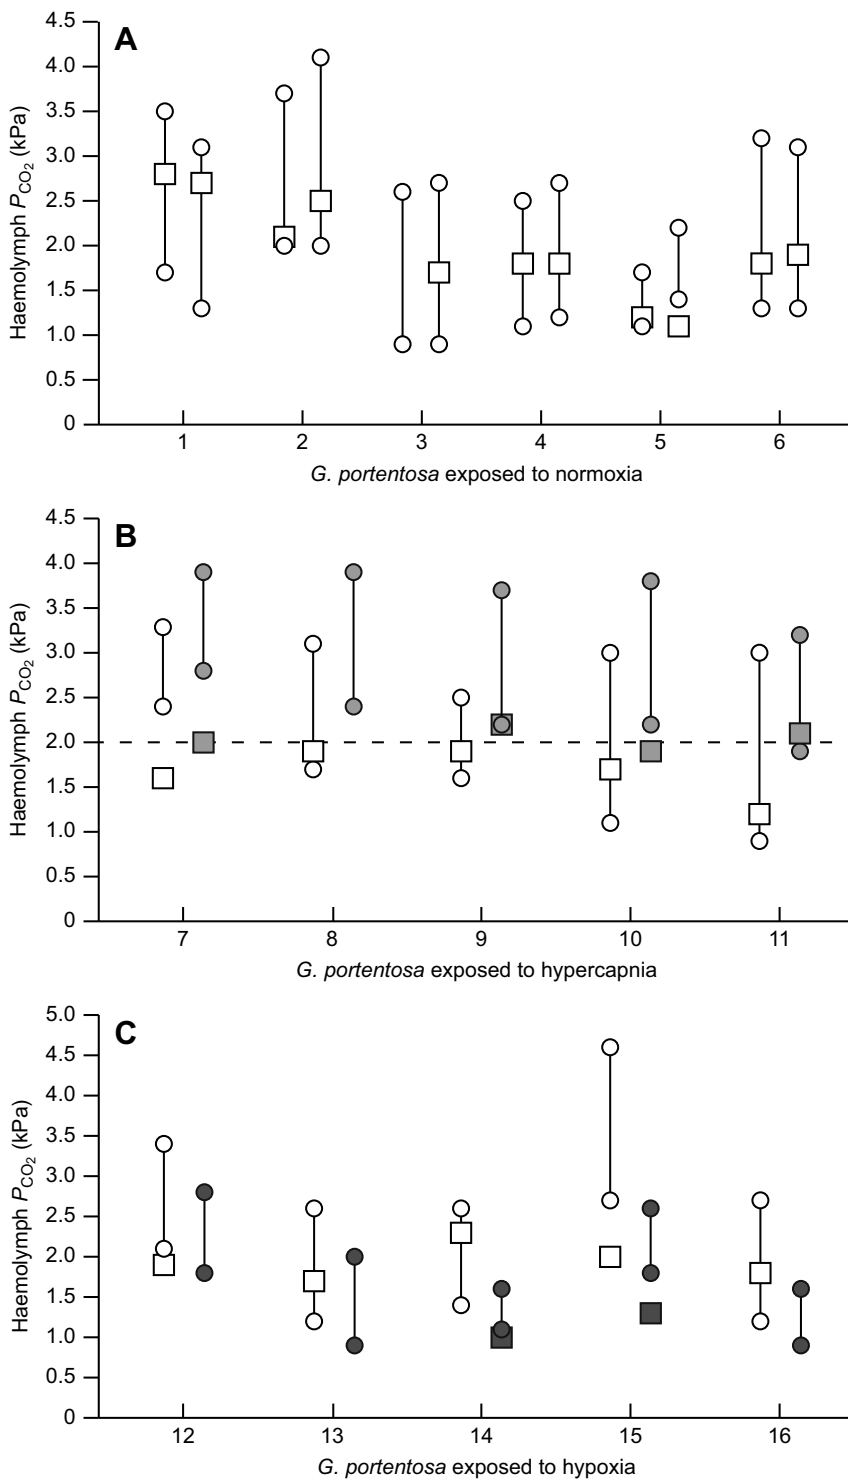 A
4.5
4.0
3.5
3.0
2.5
2.0
1.5
1.0
0.5
0
Haemolymph PCO2 (kPa)
1 2 3 4 5 6
G. portentosa exposed to normoxia
B
4.5
4.0
3.5
3.0
2.5
2.0
1.5
1.0
0.5
0
Haemolymph PCO2 (kPa)
7 8 9 10 11
G. portentosa exposed to hypercapnia
C
5.0
4.5
4.0
3.5
3.0
2.5
2.0
1.5
1.0
0.5
0
Haemolymph PCO2 (kPa)
12 13 14 15 16
G. portentosa exposed to hypoxia